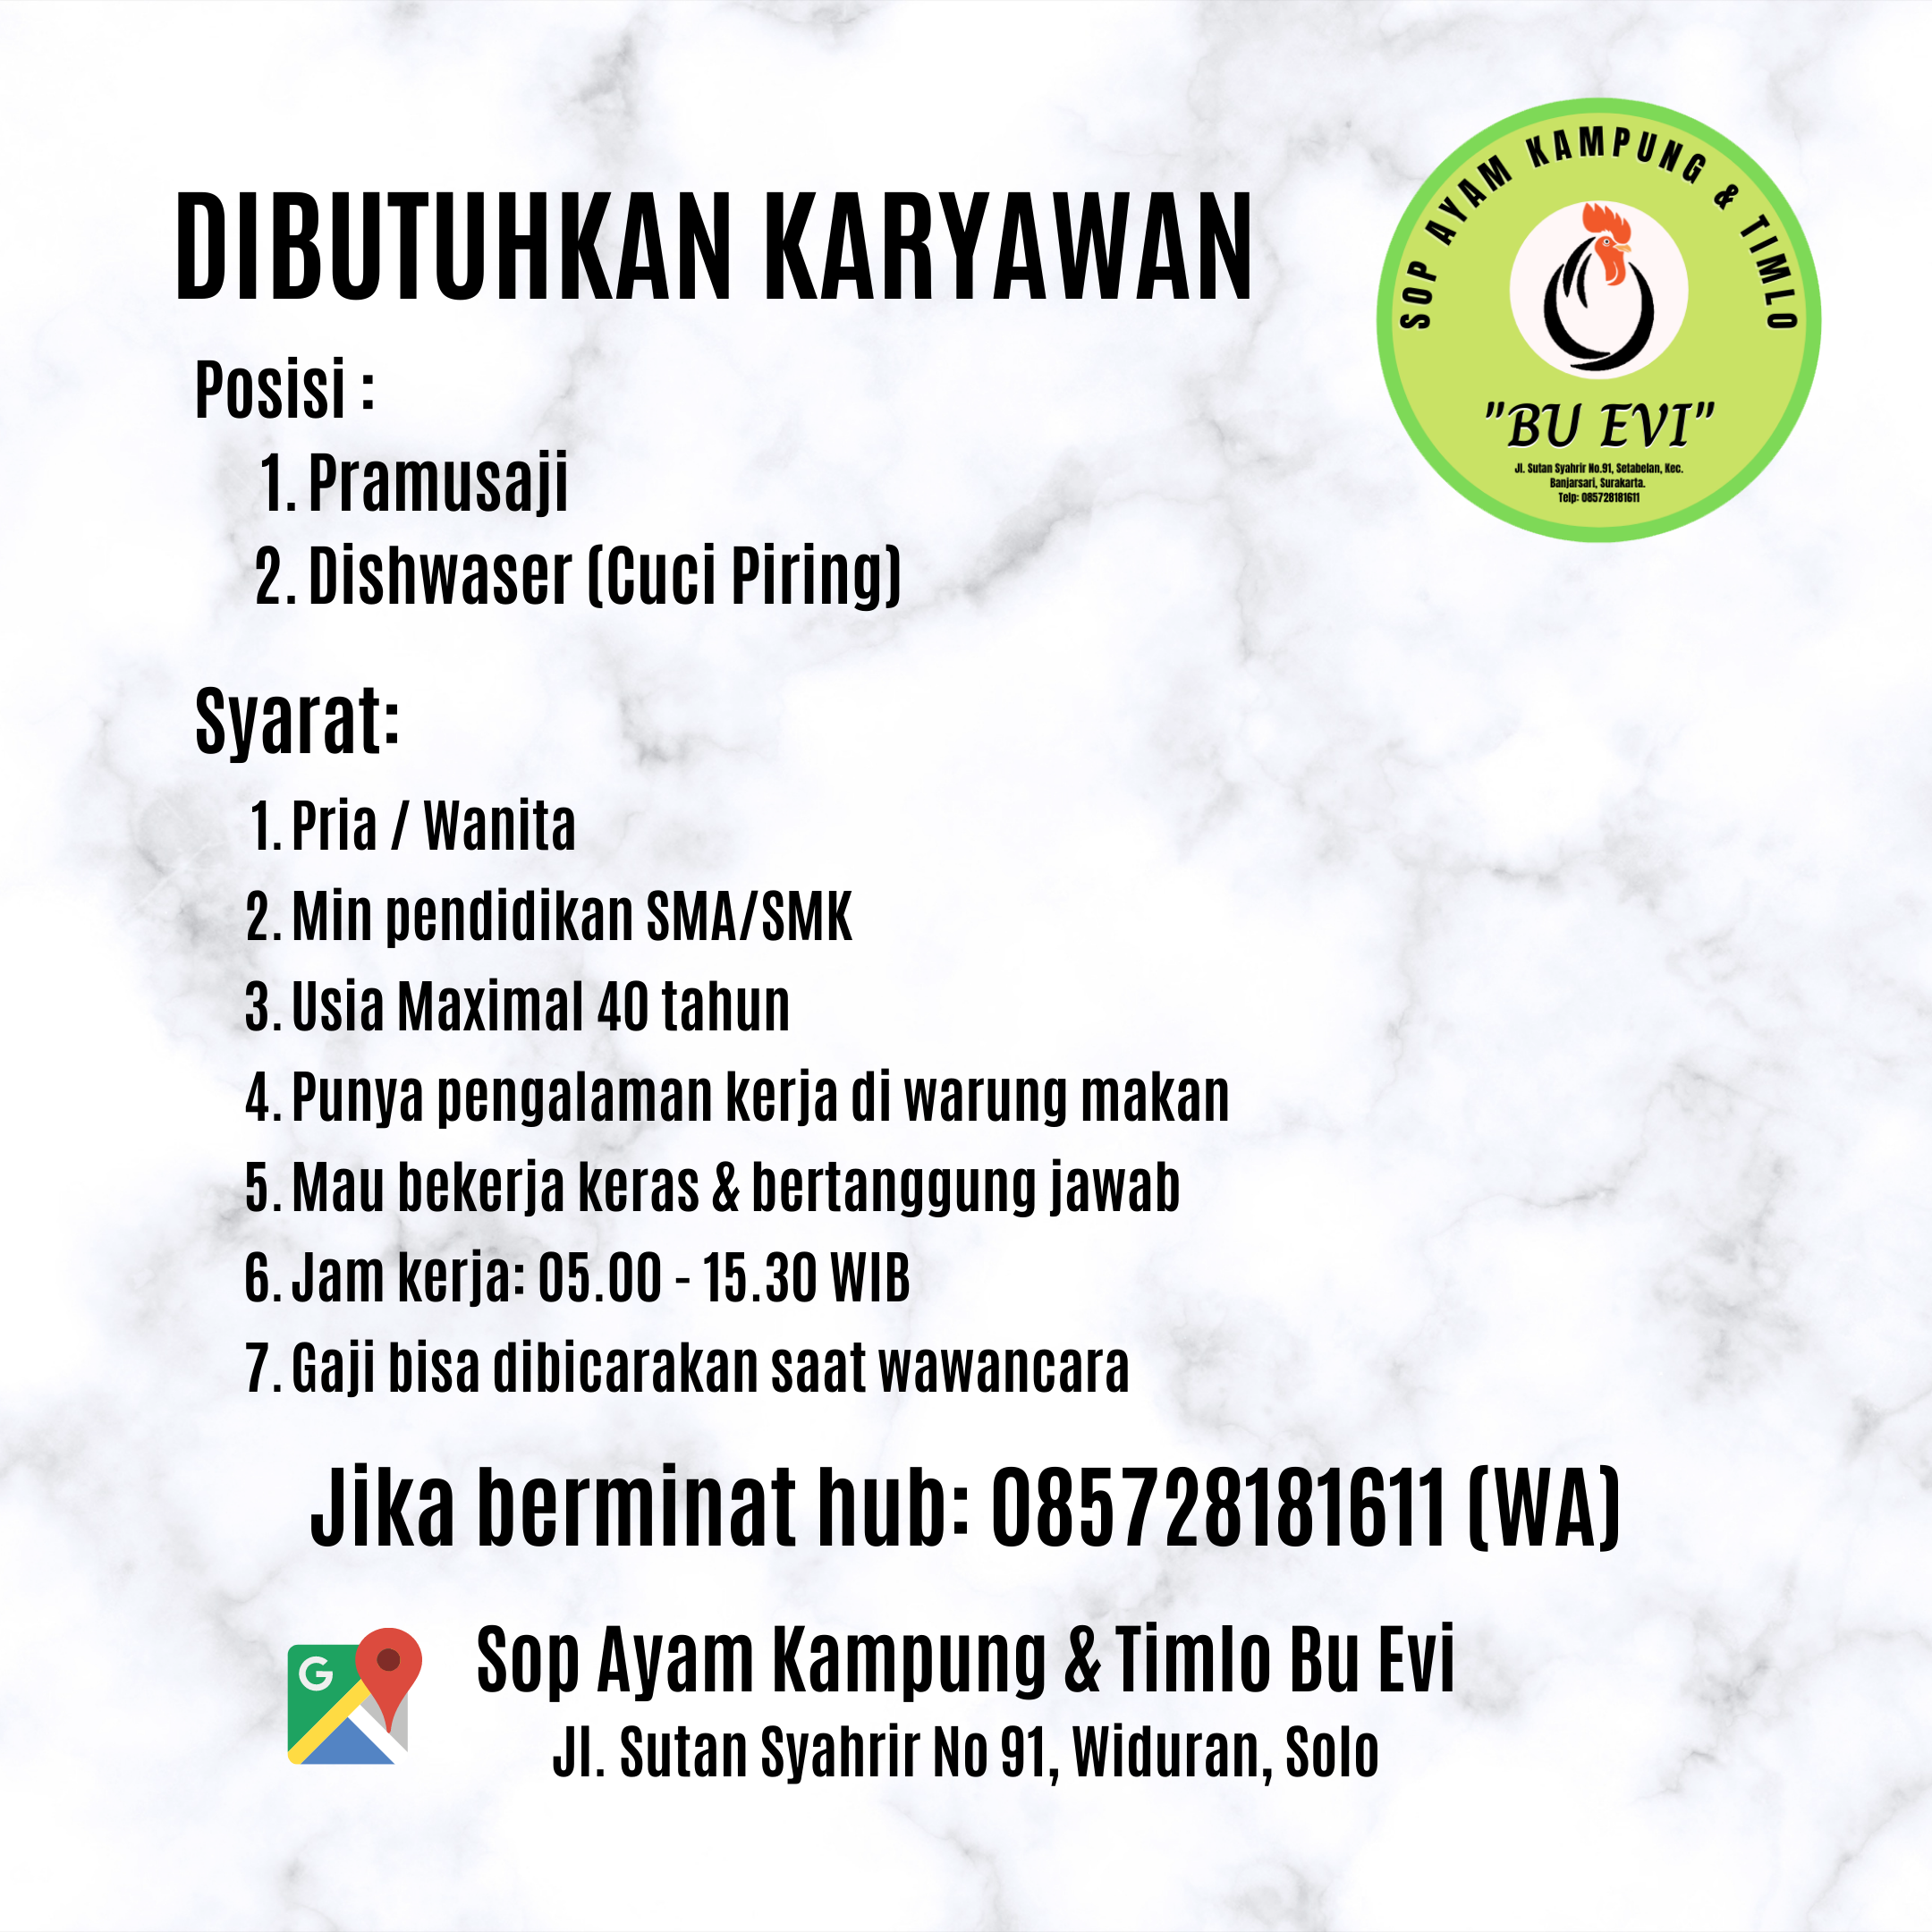 DIBUTUHKAN KARYAWAN
SOP AYAM KAMPUNG & TIMLO
"BU EVI"
Jl. Sutan Syahrir No.91, Setabelan, Kec.
Banjarsari, Surakarta.
Telp: 085728181611
Posisi :
1. Pramusaji
2. Dishwaser (Cuci Piring)
Syarat:
1. Pria / Wanita
2. Min pendidikan SMA/SMK
3. Usia Maximal 40 tahun
4. Punya pengalaman kerja di warung makan
5. Mau bekerja keras & bertanggung jawab
6. Jam kerja: 05.00 - 15.30 WIB
7. Gaji bisa dibicarakan saat wawancara
Jika berminat hub: 085728181611 (WA)
G
Sop Ayam Kampung & Timlo Bu Evi
Jl. Sutan Syahrir No 91, Widuran, Solo